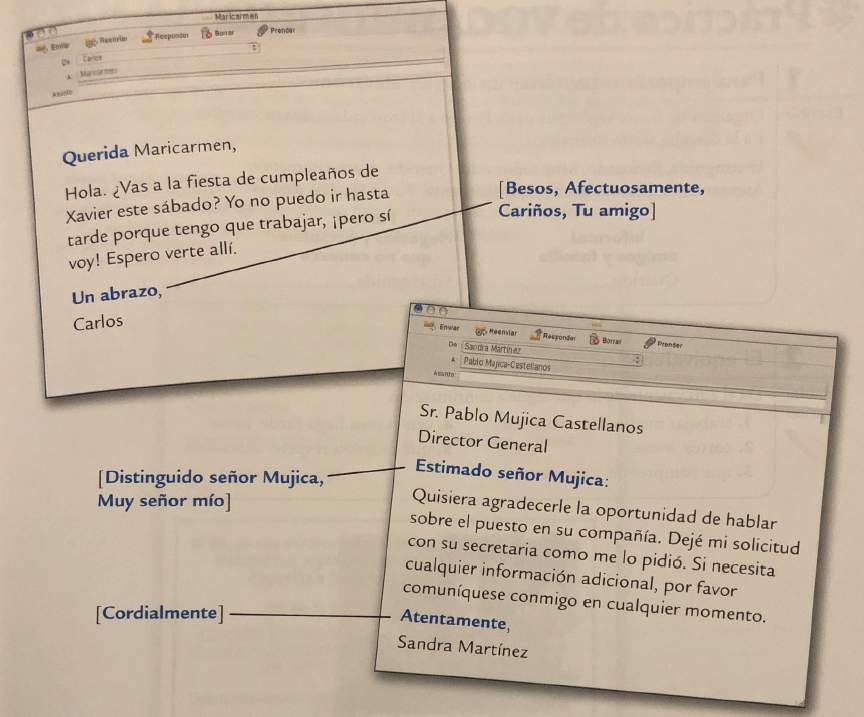 Maricarmen
Enviar Reenviar Responder Borrar Prender
De: Carlos
A: Maricarmen
Asunto:
Querida Maricarmen,
Hola. ¿Vas a la fiesta de cumpleaños de
Xavier este sábado? Yo no puedo ir hasta
tarde porque tengo que trabajar, ¡pero sí
voy! Espero verte allí.
Un abrazo,
Carlos
[Besos, Afectuosamente,
Cariños, Tu amigo]
Enviar Reenviar Responder Borrar Prender
De: Sandra Martínez
A: Pablo Mujica-Castellanos
Asunto:
Sr. Pablo Mujica Castellanos
Director General
Estimado señor Mujica:
Quisiera agradecerle la oportunidad de hablar
sobre el puesto en su compañía. Dejé mi solicitud
con su secretaria como me lo pidió. Si necesita
cualquier información adicional, por favor
comuníquese conmigo en cualquier momento.
Atentamente,
Sandra Martínez
[Distinguido señor Mujica,
Muy señor mío]
[Cordialmente]